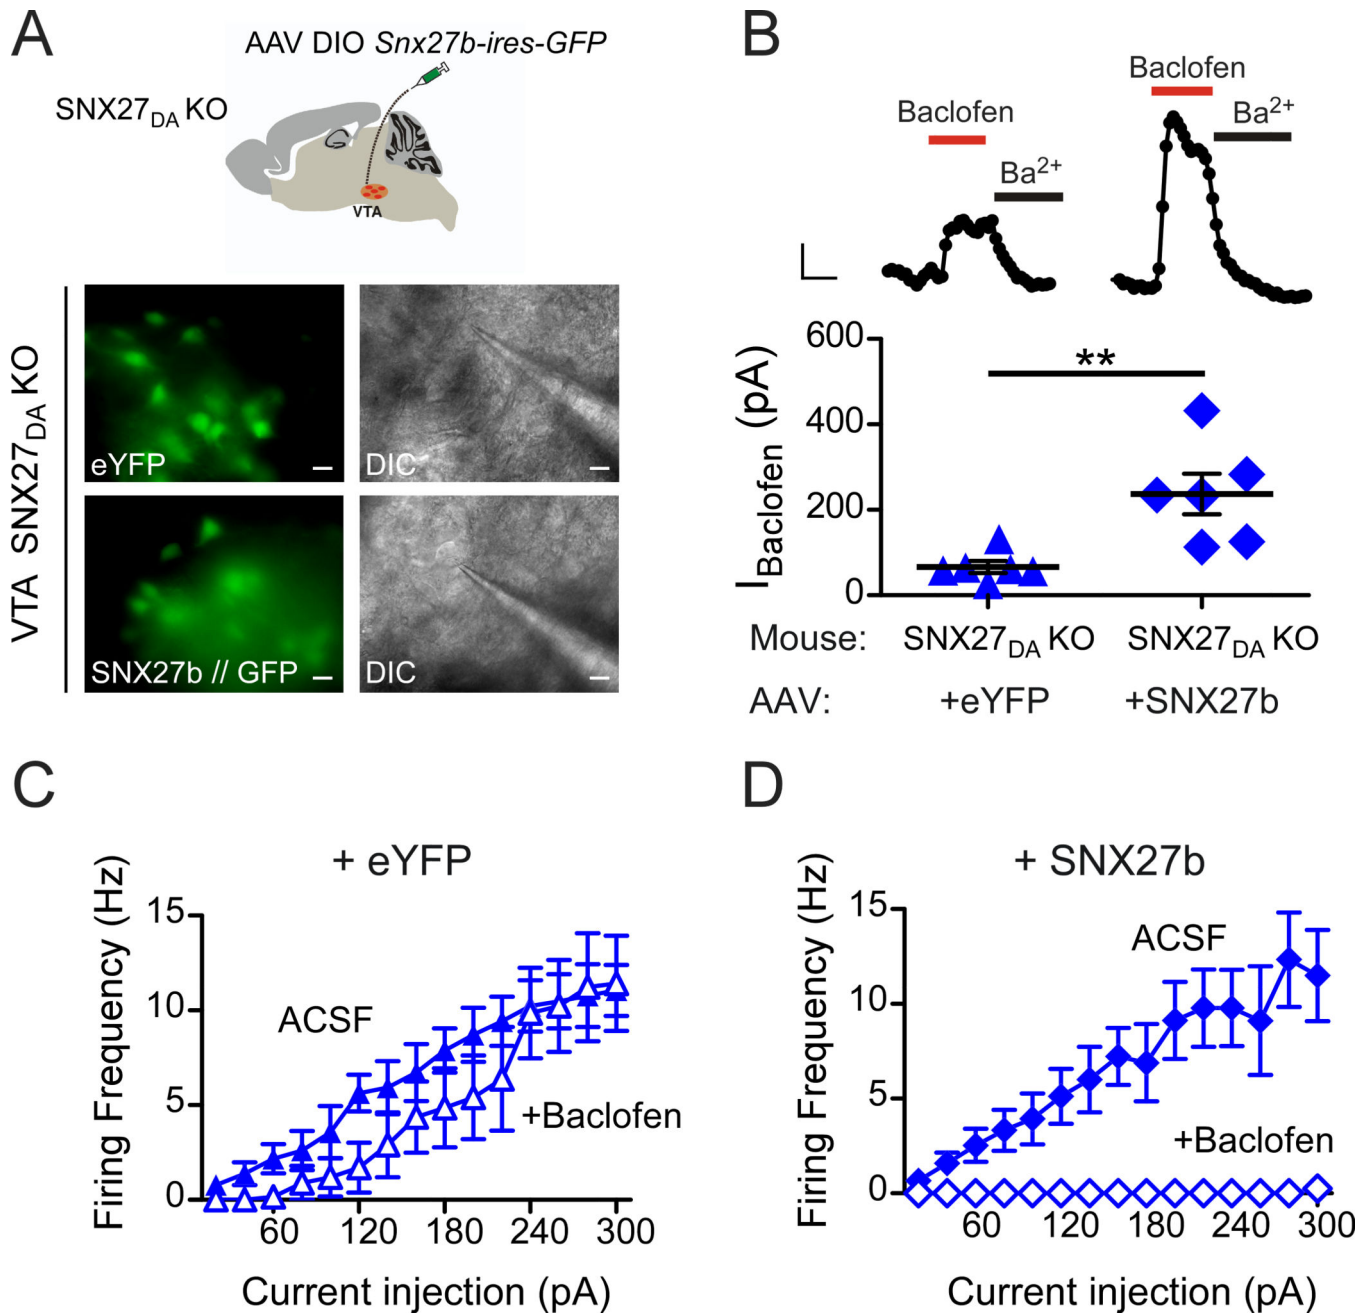 A
AAV DIO Snx27b-ires-GFP
SNX27DA KO
VTA
VTA SNX27DA KO
eYFP
DIC
SNX27b // GFP
DIC
B
Baclofen
Ba2+
Baclofen
Ba2+
**
IBaclofen (pA)
600
400
200
0
Mouse: SNX27DA KO SNX27DA KO
AAV: +eYFP +SNX27b
C
+ eYFP
Firing Frequency (Hz)
15
10
5
0
ACSF
+Baclofen
60 120 180 240 300
Current injection (pA)
D
+ SNX27b
Firing Frequency (Hz)
15
10
5
0
ACSF
+Baclofen
60 120 180 240 300
Current injection (pA)